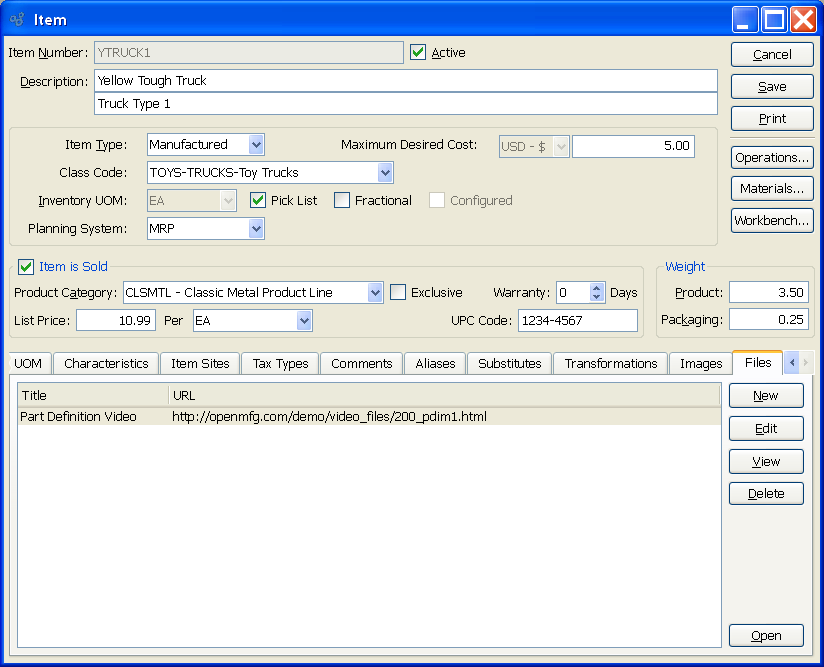 Item
Item Number: YTRUCK1 Active Cancel
Description: Yellow Tough Truck Save
Truck Type 1 Print
Item Type: Manufactured Maximum Desired Cost: USD - $ 5.00 Operations...
Class Code: TOYS-TRUCKS-Toy Trucks Materials...
Inventory UOM: EA Pick List Fractional Configured Workbench...
Planning System: MRP
Item is Sold Weight
Product Category: CLSMTL - Classic Metal Product Line Exclusive Warranty: 0 Days Product: 3.50
List Price: 10.99 Per EA UPC Code: 1234-4567 Packaging: 0.25
UOM Characteristics Item Sites Tax Types Comments Aliases Substitutes Transformations Images Files
Title URL New
Part Definition Video http://openmfg.com/demo/video_files/200_pdim1.html
Edit
View
Delete
Open